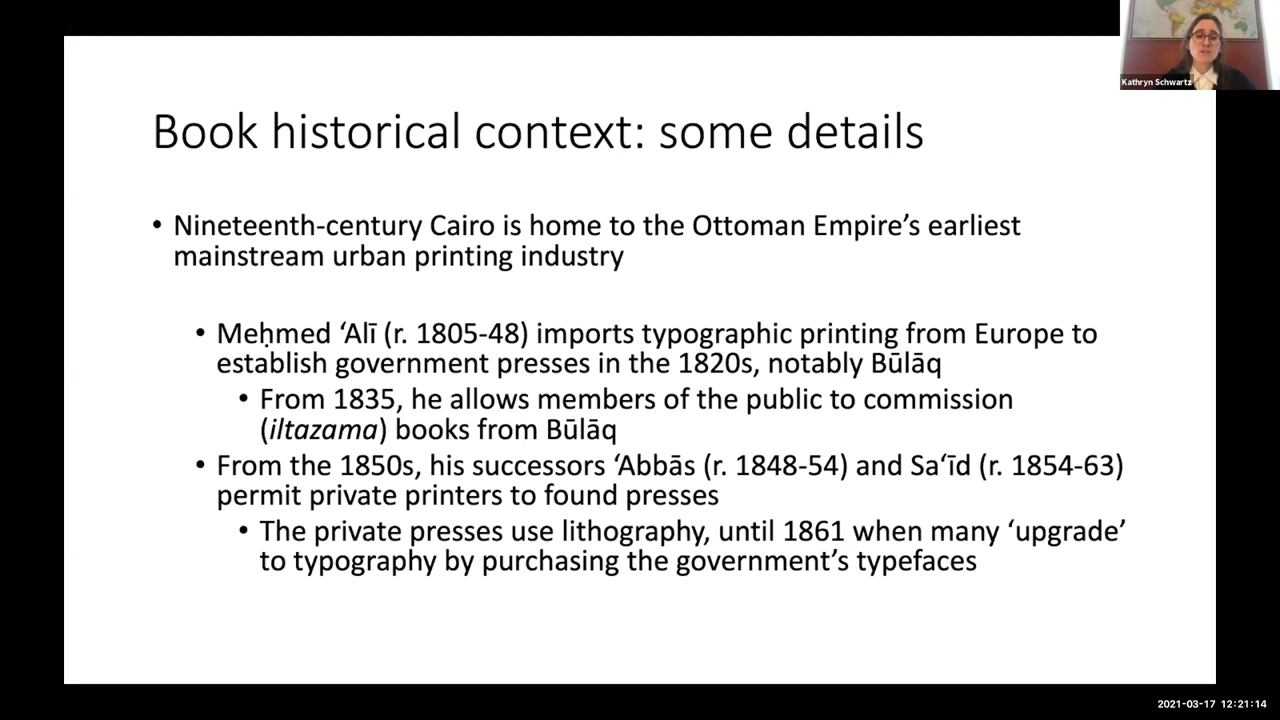 Kathryn Schwartz
Book historical context: some details
• Nineteenth-century Cairo is home to the Ottoman Empire’s earliest
mainstream urban printing industry
• Meḥmed ‘Alī (r. 1805-48) imports typographic printing from Europe to
establish government presses in the 1820s, notably Būlāq
• From 1835, he allows members of the public to commission
(iltazama) books from Būlāq
• From the 1850s, his successors ‘Abbās (r. 1848-54) and Sa‘īd (r. 1854-63)
permit private printers to found presses
• The private presses use lithography, until 1861 when many ‘upgrade’
to typography by purchasing the government’s typefaces
2021-03-17 12:21:14